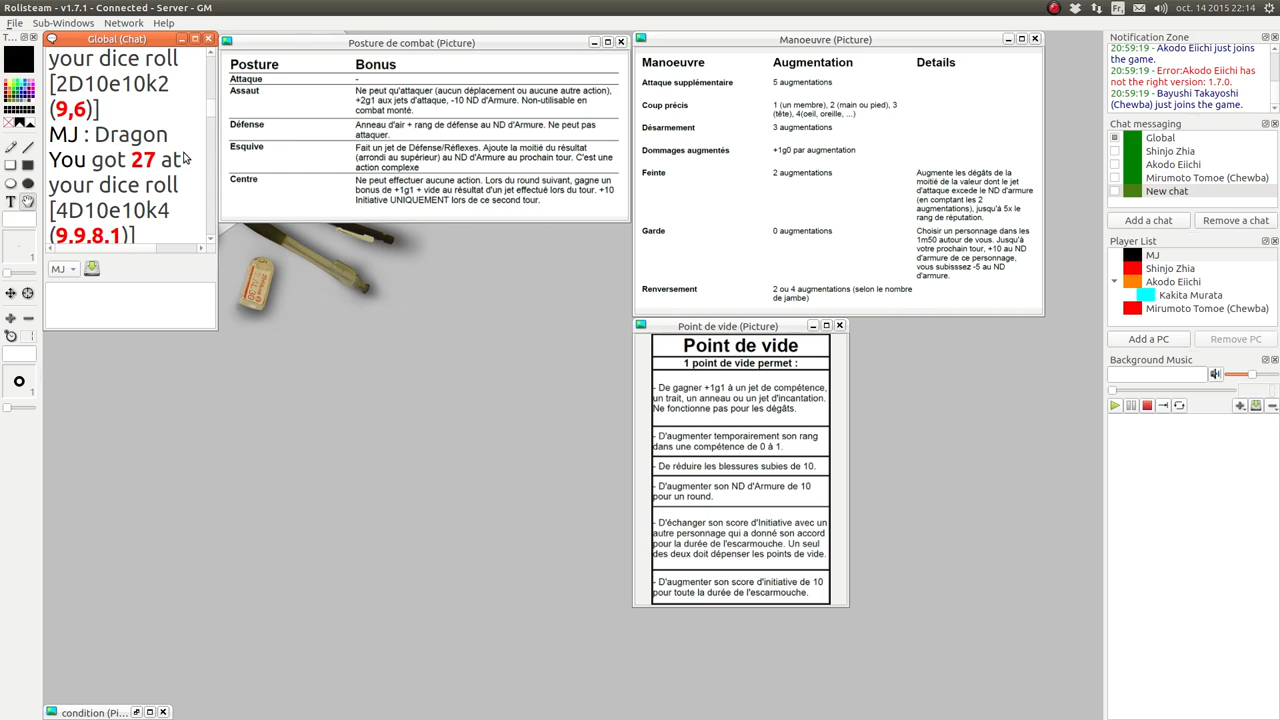 Rolisteam - v1.7.1 - Connected - Server - GM
Fr
oct. 14 2015 22:14
File Sub-Windows Network Help
T...
Global (Chat)
your dice roll
[2D10e10k2
(9,6)]
MJ : Dragon
You got 27 at
your dice roll
[4D10e10k4
(9,9,8,1)]
MJ
Posture de combat (Picture)
Posture Bonus
Attaque -
Assaut Ne peut qu'attaquer (aucun déplacement ou aucune autre action),
+2g1 aux jets d'attaque, -10 ND d'Armure. Non-utilisable en
combat monté.
Défense Anneau d'air + rang de défense au ND d'Armure. Ne peut pas
attaquer.
Esquive Fait un jet de Défense/Réflexes. Ajoute la moitié du résultat
(arrondi au supérieur) au ND d'Armure au prochain tour. C'est une
action complexe
Centre Ne peut effectuer aucune action. Lors du round suivant, gagne un
bonus de +1g1 + vide au résultat d'un jet effectué lors du tour. +10
Initiative UNIQUEMENT lors de ce second tour.
Manoeuvre (Picture)
Manoeuvre Augmentation Details
Attaque supplémentaire 5 augmentations
Coup précis 1 (un membre), 2 (main ou pied), 3
(tête), 4(oeil, oreille, ...)
Désarmement 3 augmentations
Dommages augmentés +1g0 par augmentation
Feinte 2 augmentations Augmente les dégâts de la
moitié de la valeur dont le jet
d'attaque excede le ND d'armure
(en comptant les 2
augmentations), jusqu'à 5x le
rang de réputation.
Garde 0 augmentations Choisir un personnage dans les
1m50 autour de vous. Jusqu'à
votre prochain tour, +10 au ND
d'armure de ce personnage,
vous subisssez -5 au ND
d'armure.
Renversement 2 ou 4 augmentations (selon le nombre
de jambe)
Point de vide (Picture)
Point de vide
1 point de vide permet :
- De gagner +1g1 à un jet de compétence,
un trait, un anneau ou un jet d'incantation.
Ne fonctionne pas pour les dégâts.
- D'augmenter temporairement son rang
dans une compétence de 0 à 1.
- De réduire les blessures subies de 10.
- D'augmenter son ND d'Armure de 10
pour un round.
- D'échanger son score d'Initiative avec un
autre personnage qui a donné son accord
pour la durée de l'escarmouche. Un seul
des deux doit dépenser les points de vide.
- D'augmenter son score d'initiative de 10
pour toute la durée de l'escarmouche.
condition (Pi...
1
1
Notification Zone
20:59:19 - Akodo Eiichi just joins
the game.
20:59:19 - Error:Akodo Eiichi has
not the right version: 1.7.0.
21:00:51 - Bayushi Takayoshi
(Chewba) just joins the game.
Chat messaging
Global
Shinjo Zhia
Akodo Eiichi
Mirumoto Tomoe (Chewba)
New chat
Add a chat Remove a chat
Player List
MJ
Shinjo Zhia
Akodo Eiichi
Kakita Murata
Mirumoto Tomoe (Chewba)
Add a PC Remove PC
Background Music